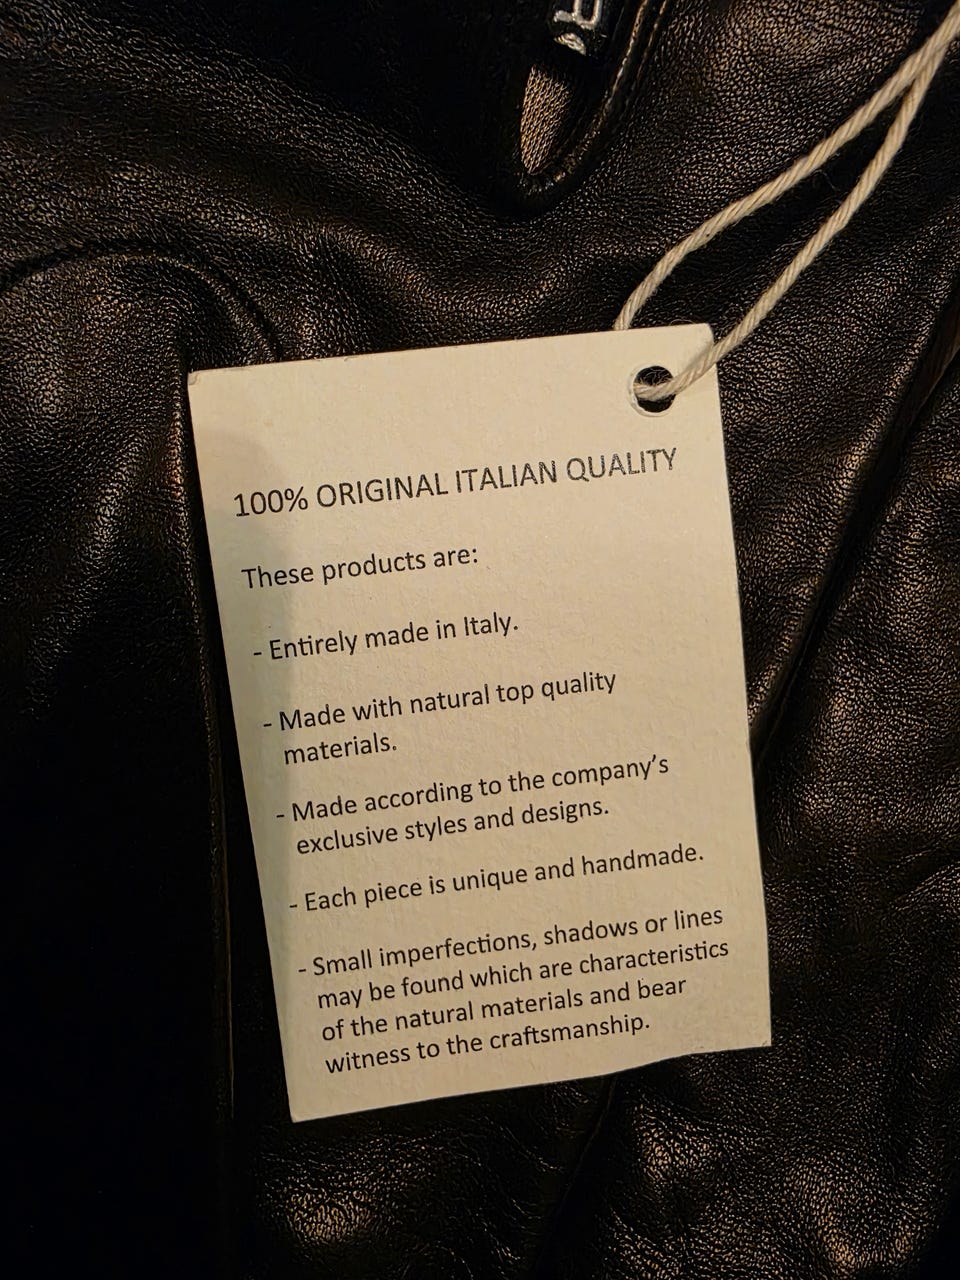 100% ORIGINAL ITALIAN QUALITY
These products are:
- Entirely made in Italy.
- Made with natural top quality
materials.
- Made according to the company's
exclusive styles and designs.
- Each piece is unique and handmade.
- Small imperfections, shadows or lines
may be found which are characteristics
of the natural materials and bear
witness to the craftsmanship.